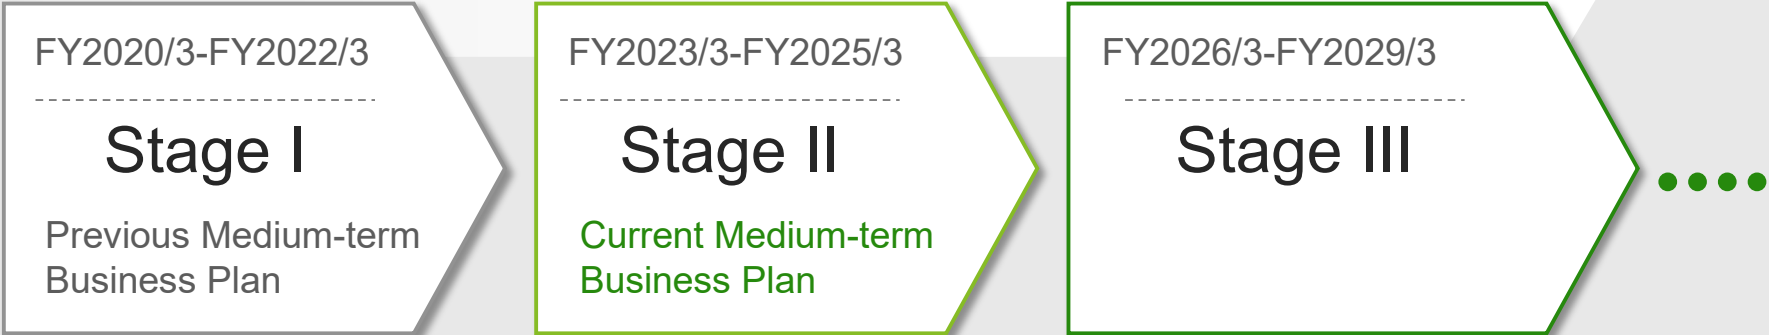 FY2020/3-FY2022/3
Stage I
Previous Medium-term
Business Plan
FY2023/3-FY2025/3
Stage II
Current Medium-term
Business Plan
FY2026/3-FY2029/3
Stage III